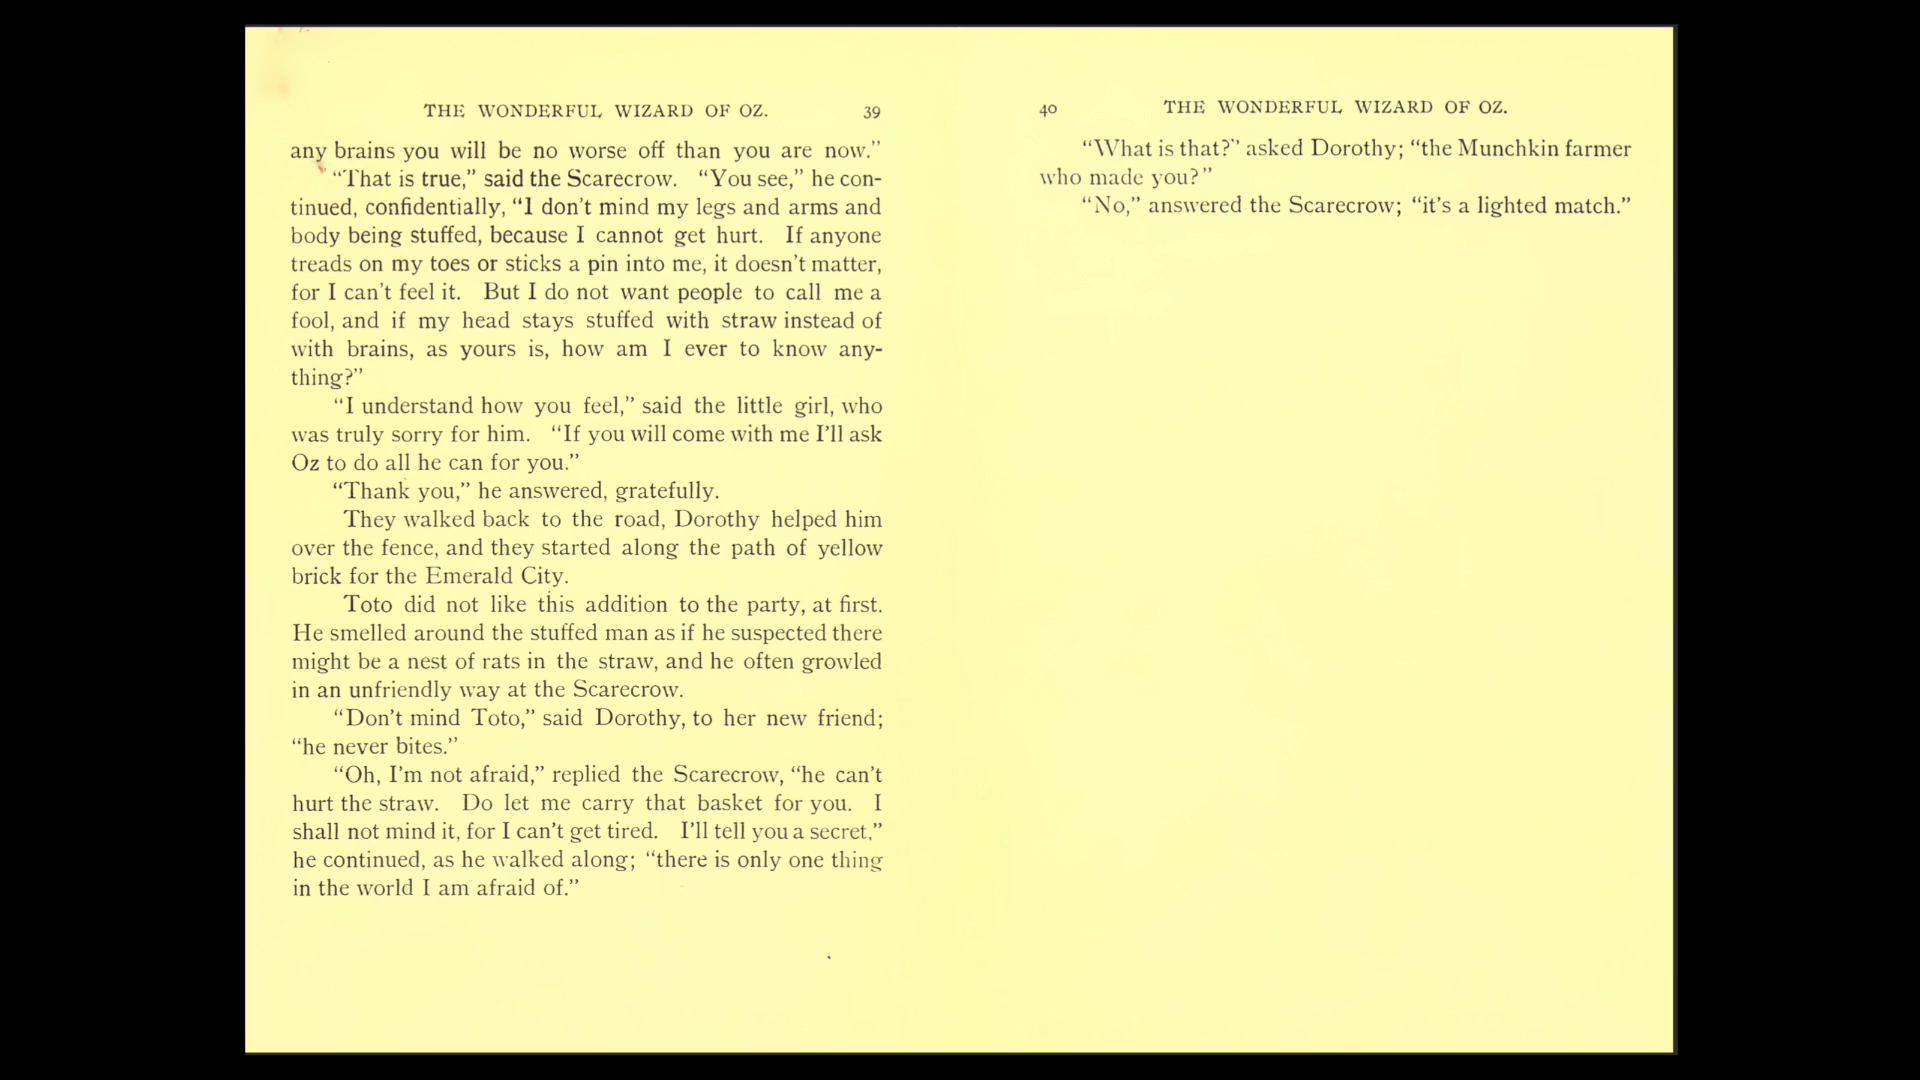 THE WONDERFUL WIZARD OF OZ. 39
any brains you will be no worse off than you are now."
"That is true," said the Scarecrow. "You see," he con-
tinued, confidentially, "I don't mind my legs and arms and
body being stuffed, because I cannot get hurt. If anyone
treads on my toes or sticks a pin into me, it doesn't matter,
for I can't feel it. But I do not want people to call me a
fool, and if my head stays stuffed with straw instead of
with brains, as yours is, how am I ever to know any-
thing?"
"I understand how you feel," said the little girl, who
was truly sorry for him. "If you will come with me I'll ask
Oz to do all he can for you."
"Thank you," he answered, gratefully.
They walked back to the road, Dorothy helped him
over the fence, and they started along the path of yellow
brick for the Emerald City.
Toto did not like this addition to the party, at first.
He smelled around the stuffed man as if he suspected there
might be a nest of rats in the straw, and he often growled
in an unfriendly way at the Scarecrow.
"Don't mind Toto," said Dorothy, to her new friend;
"he never bites."
"Oh, I'm not afraid," replied the Scarecrow, "he can't
hurt the straw. Do let me carry that basket for you. I
shall not mind it, for I can't get tired. I'll tell you a secret,"
he continued, as he walked along; "there is only one thing
in the world I am afraid of."
40 THE WONDERFUL WIZARD OF OZ.
"What is that?" asked Dorothy; "the Munchkin farmer
who made you?"
"No," answered the Scarecrow; "it's a lighted match."